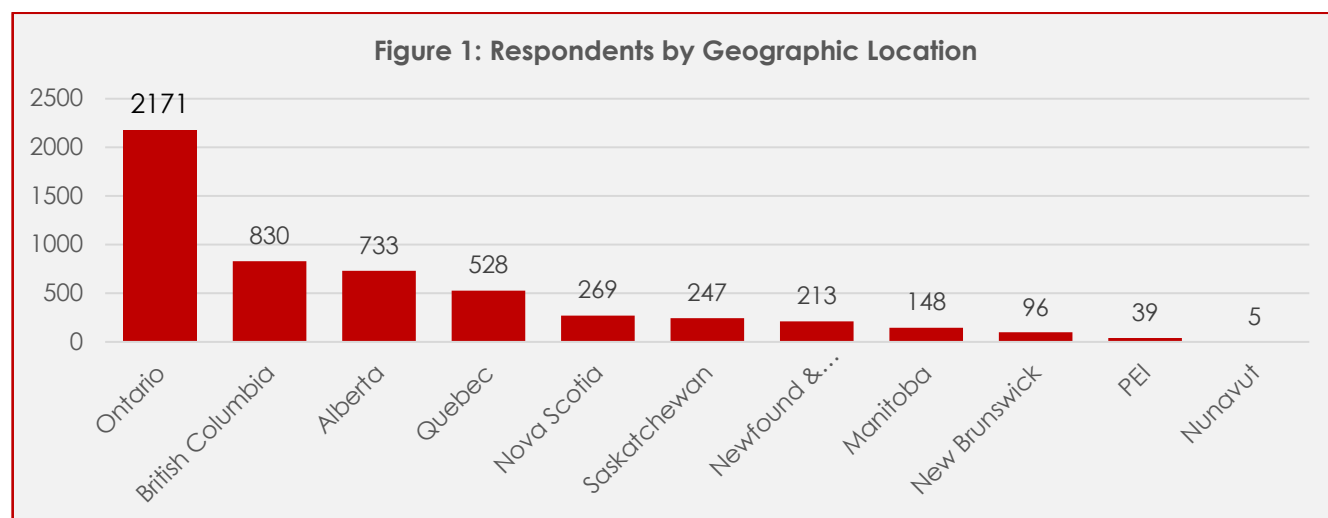 Figure 1: Respondents by Geographic Location
2500
2000
1500
1000
500
0
2171
830
733
528
269
247
213
148
96
39
5
Ontario
British Columbia
Alberta
Quebec
Nova Scotia
Saskatchewan
Newfound &...
Manitoba
New Brunswick
PEI
Nunavut